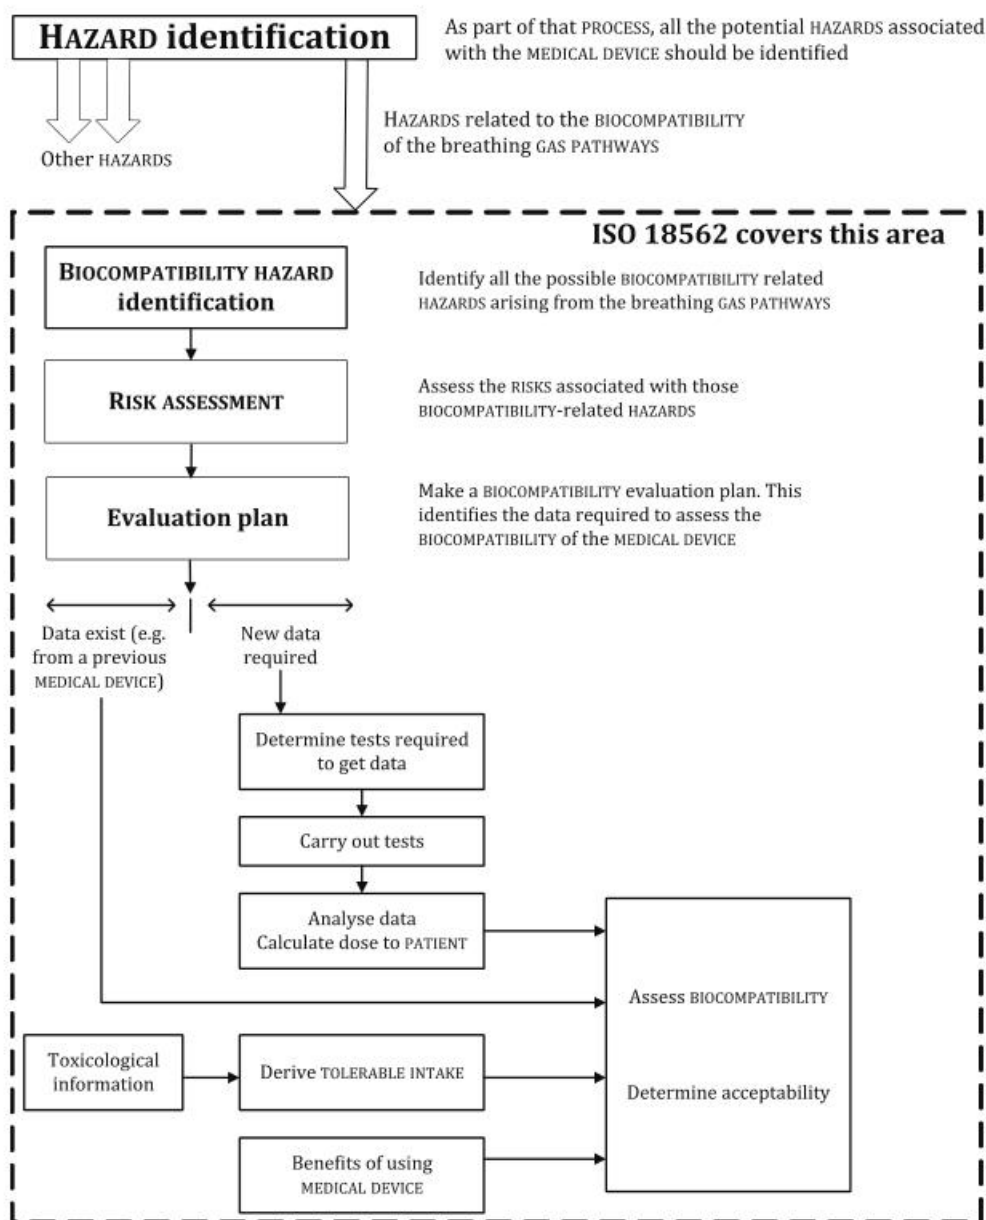 HAZARD identification
As part of that PROCESS, all the potential HAZARDS associated
with the MEDICAL DEVICE should be identified
HAZARDS related to the BIOCOMPATIBILITY
of the breathing GAS PATHWAYS
Other HAZARDS
ISO 18562 covers this area
BIOCOMPATIBILITY HAZARD
identification
Identify all the possible BIOCOMPATIBILITY related
HAZARDS arising from the breathing GAS PATHWAYS
RISK ASSESSMENT
Assess the RISKS associated with those
BIOCOMPATIBILITY-related HAZARDS
Evaluation plan
Make a BIOCOMPATIBILITY evaluation plan. This
identifies the data required to assess the
BIOCOMPATIBILITY of the MEDICAL DEVICE
Data exist (e.g.
from a previous
MEDICAL DEVICE)
New data
required
Determine tests required
to get data
Carry out tests
Analyse data
Calculate dose to PATIENT
Assess BIOCOMPATIBILITY
Toxicological
information
Derive TOLERABLE INTAKE
Determine acceptability
Benefits of using
MEDICAL DEVICE